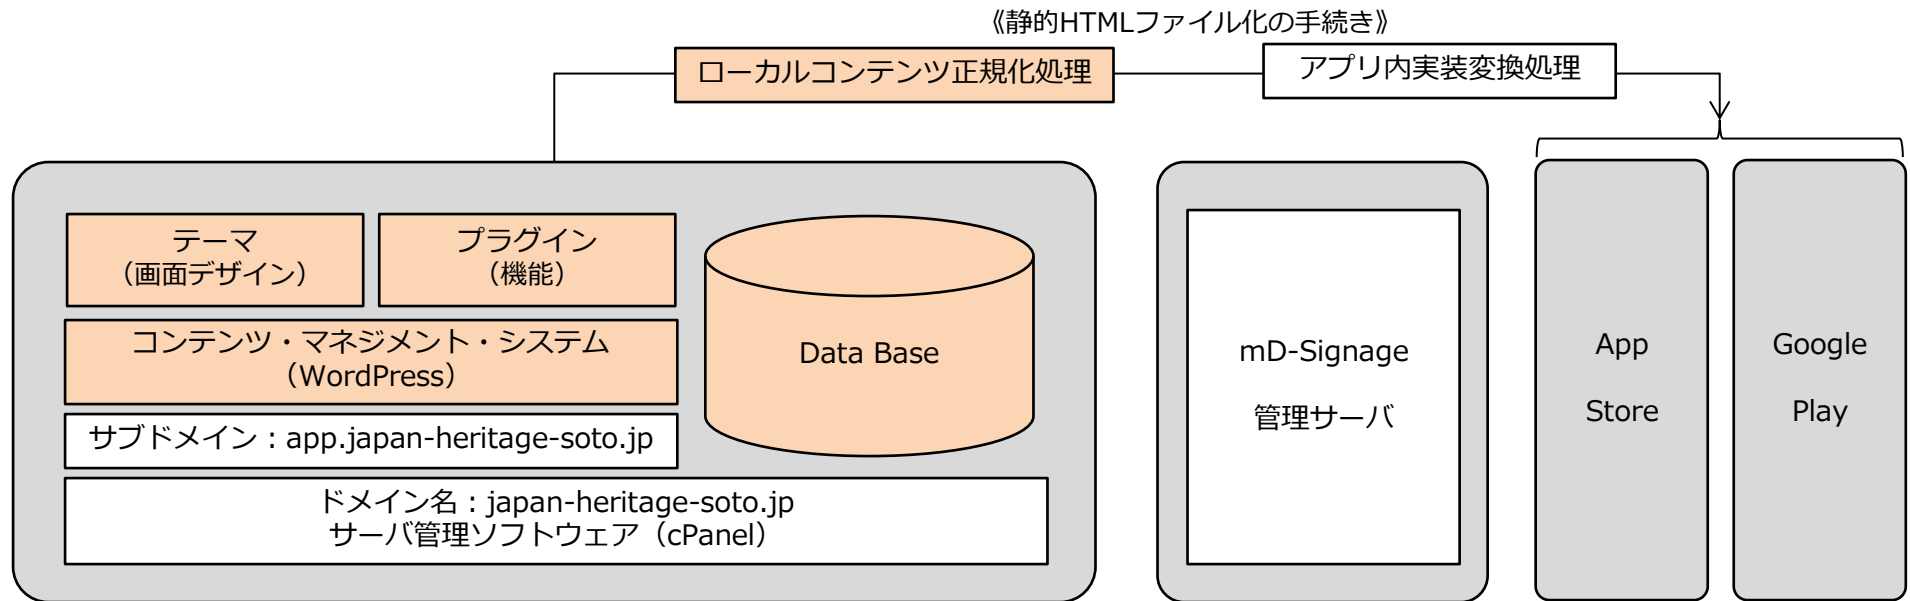 《静的HTMLファイル化の手続き》
ローカルコンテンツ正規化処理
アプリ内実装変換処理
テーマ
（画面デザイン）
プラグイン
（機能）
コンテンツ・マネジメント・システム
（WordPress）
サブドメイン：app.japan-heritage-soto.jp
Data Base
ドメイン名：japan-heritage-soto.jp
サーバ管理ソフトウェア（cPanel）
mD-Signage
管理サーバ
App
Store
Google
Play